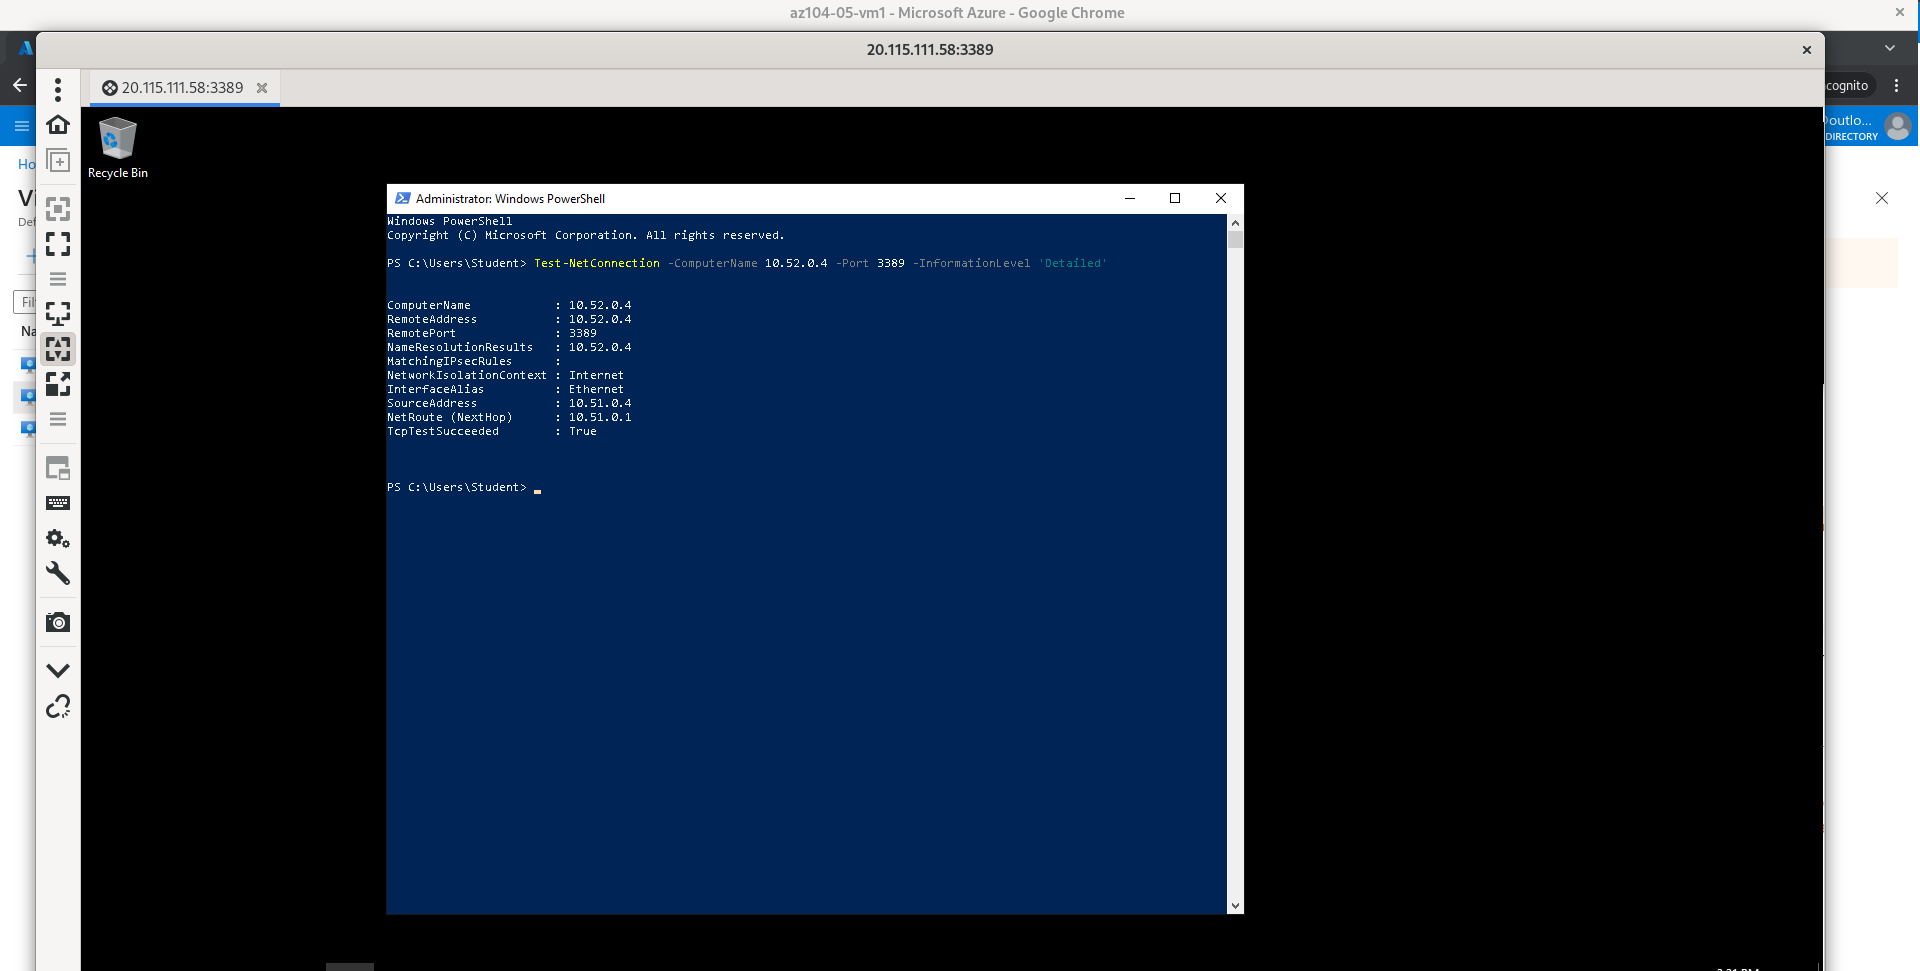 az104-05-vm1 - Microsoft Azure - Google Chrome
20.115.111.58:3389
20.115.111.58:3389
Recycle Bin
Administrator: Windows PowerShell
Windows PowerShell
Copyright (C) Microsoft Corporation. All rights reserved.
PS C:\Users\Student> Test-NetConnection -ComputerName 10.52.0.4 -Port 3389 -InformationLevel 'Detailed'
ComputerName : 10.52.0.4
RemoteAddress : 10.52.0.4
RemotePort : 3389
NameResolutionResults : 10.52.0.4
MatchingIPsecRules :
NetworkIsolationContext : Internet
InterfaceAlias : Ethernet
SourceAddress : 10.51.0.4
NetRoute (NextHop) : 10.51.0.1
TcpTestSucceeded : True
PS C:\Users\Student>
cognito
outlo...
DIRECTORY
Ho
Vi
Def
Fil
Na